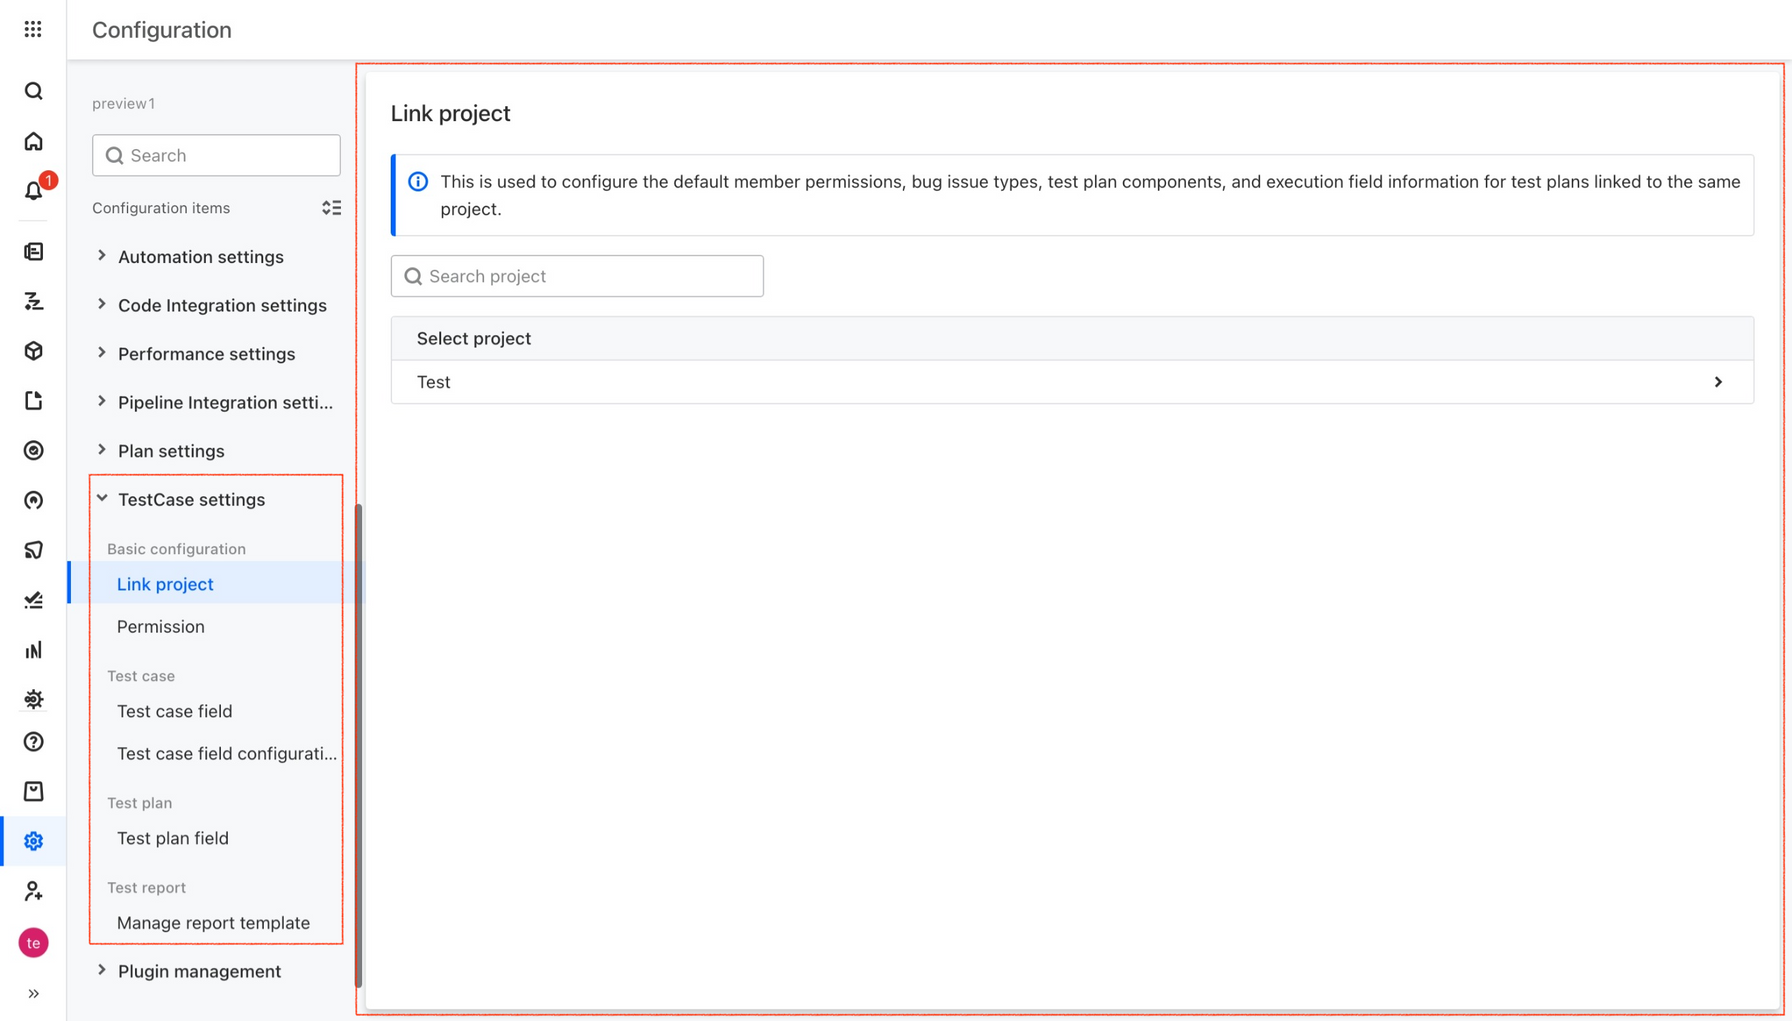 Configuration
1
preview1
Search
Configuration items
Automation settings
Code Integration settings
Performance settings
Pipeline Integration setti...
Plan settings
TestCase settings
Basic configuration
Link project
Permission
Test case
Test case field
Test case field configurati...
Test plan
Test plan field
Test report
Manage report template
Plugin management
te
Link project
This is used to configure the default member permissions, bug issue types, test plan components, and execution field information for test plans linked to the same
project.
Search project
Select project
Test